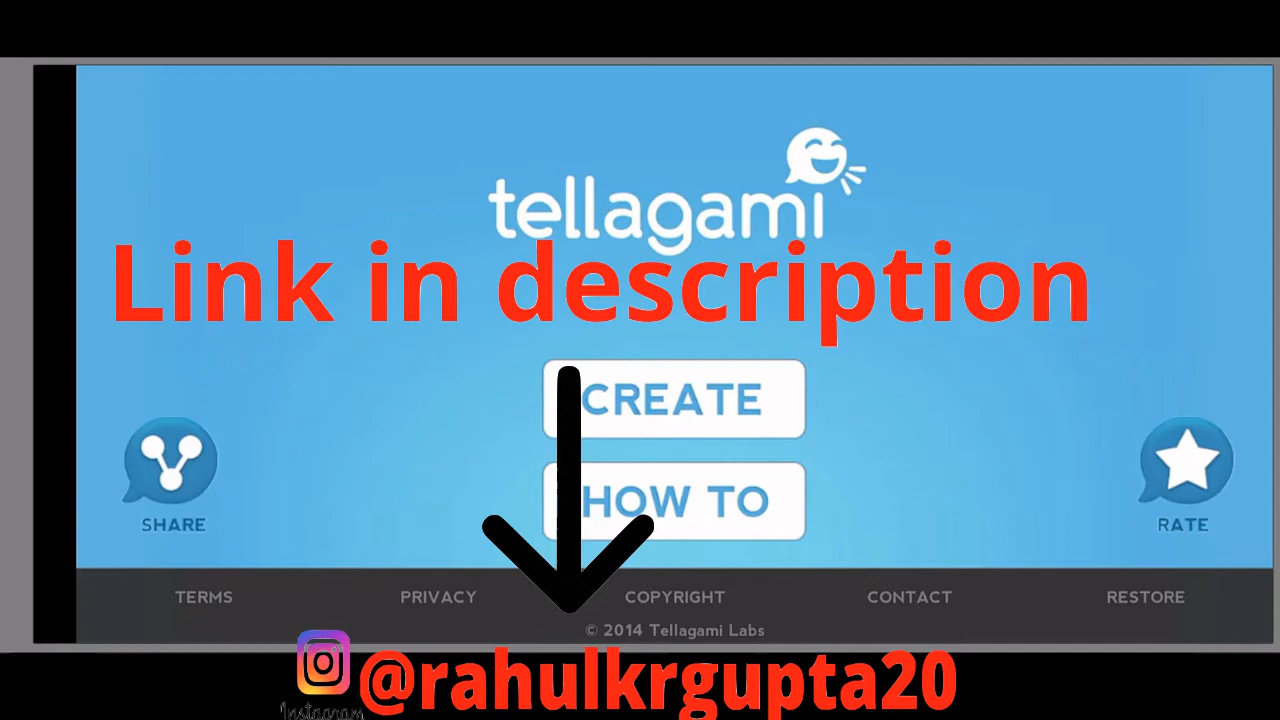 tellagami
Link in description
CREATE
HOW TO
SHARE
RATE
TERMS PRIVACY COPYRIGHT CONTACT RESTORE
© 2014 Tellagami Labs
@rahulkrgupta20
Instagram